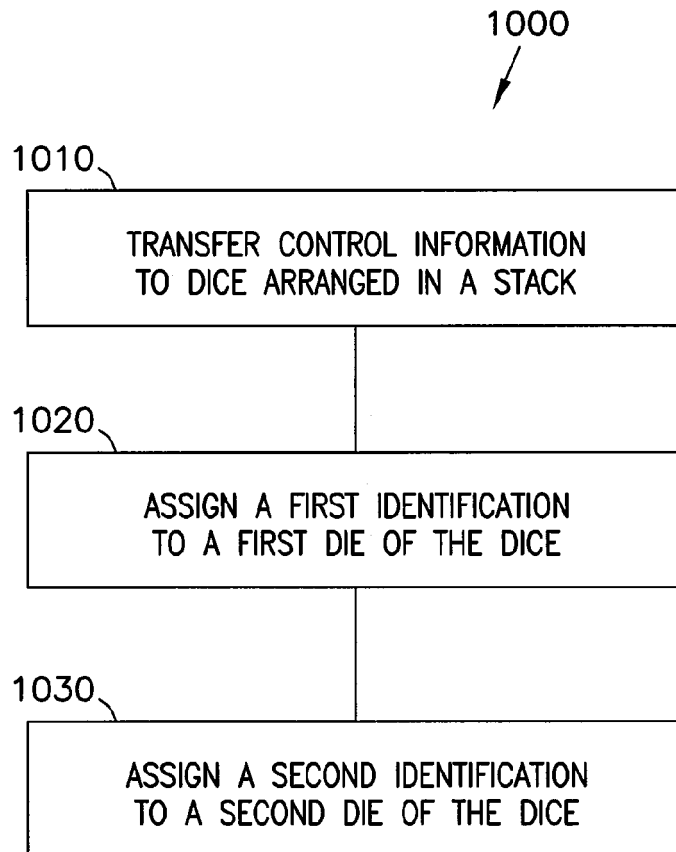 1000
1010
TRANSFER CONTROL INFORMATION
TO DICE ARRANGED IN A STACK
1020
ASSIGN A FIRST IDENTIFICATION
TO A FIRST DIE OF THE DICE
1030
ASSIGN A SECOND IDENTIFICATION
TO A SECOND DIE OF THE DICE